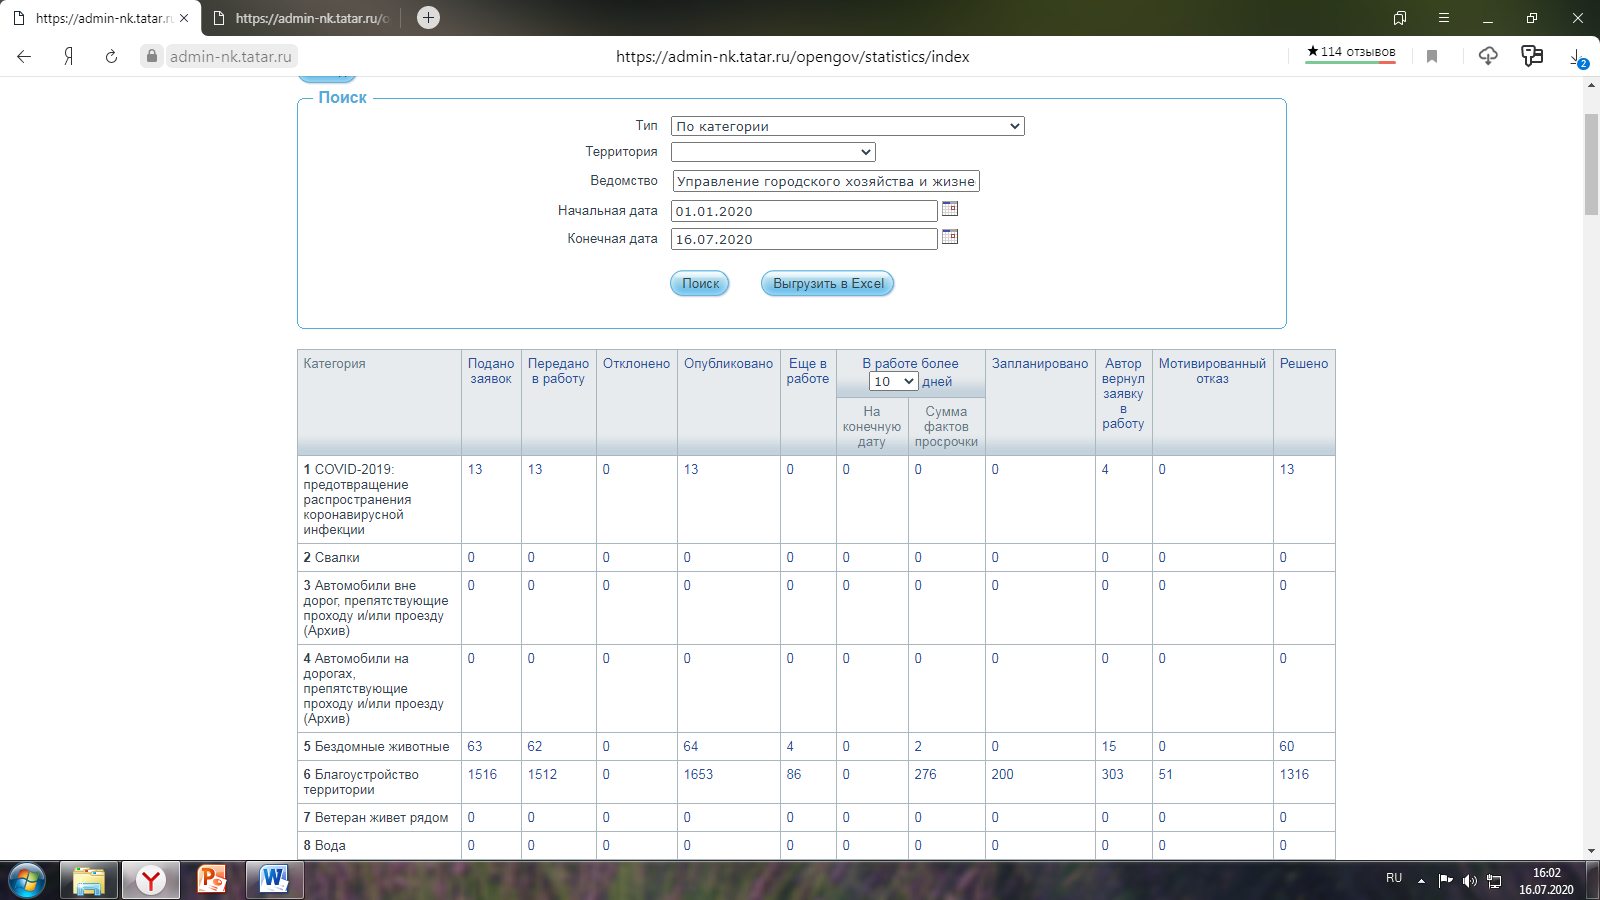 https://admin-nk.tatar.ru
https://admin-nk.tatar.ru/o
Я
admin-nk.tatar.ru
https://admin-nk.tatar.ru/opengov/statistics/index
★114 отзывов
2
Поиск
Тип По категории
Территория
Ведомство Управление городского хозяйства и жизне
Начальная дата 01.01.2020
Конечная дата 16.07.2020
Поиск Выгрузить в Excel
Категория
Подано
заявок
Передано
в работу
Отклонено
Опубликовано
Еще в
работе
В работе более
10 дней
На
конечную
дату
Сумма
фактов
просрочки
Запланировано
Автор
вернул
заявку
в
работу
Мотивированный
отказ
Решено
1 COVID-2019: 13 13 0 13 0 0 0 0 4 0 13
предотвращение
распространения
коронавирусной
инфекции
2 Свалки 0 0 0 0 0 0 0 0 0 0 0
3 Автомобили вне 0 0 0 0 0 0 0 0 0 0 0
дорог, препятствующие
проходу и/или проезду
(Архив)
4 Автомобили на 0 0 0 0 0 0 0 0 0 0 0
дорогах,
препятствующие
проходу и/или проезду
(Архив)
5 Бездомные животные 63 62 0 64 4 0 2 0 15 0 60
6 Благоустройство 1516 1512 0 1653 86 0 276 200 303 51 1316
территории
7 Ветеран живет рядом 0 0 0 0 0 0 0 0 0 0 0
8 Вода 0 0 0 0 0 0 0 0 0 0 0
RU
16:02
16.07.2020